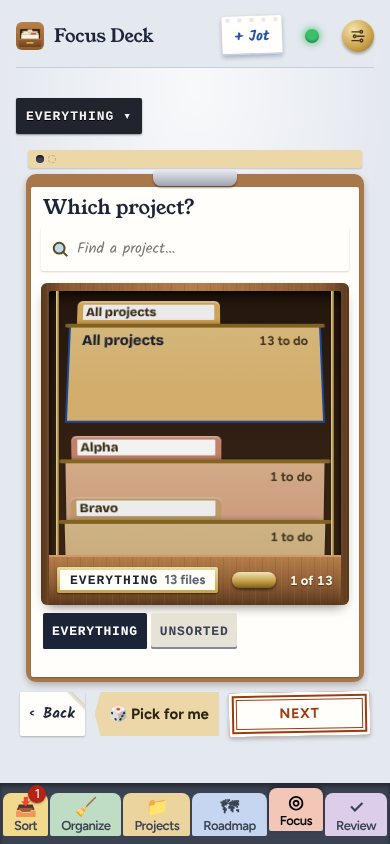 Focus Deck
+ Jot
EVERYTHING ▾
Which project?
Find a project...
All projects
All projects 13 to do
Alpha
1 to do
Bravo
1 to do
EVERYTHING 13 files
1 of 13
EVERYTHING UNSORTED
‹ Back
Pick for me
NEXT
1
Sort Organize Projects Roadmap Focus Review